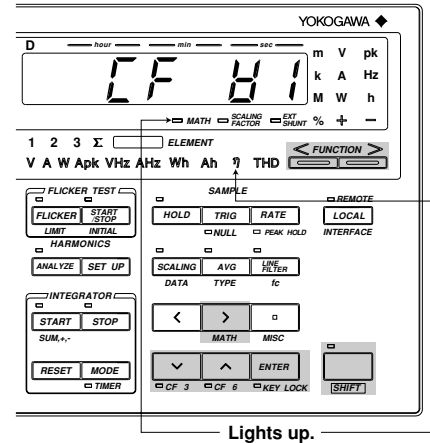 YOKOGAWA
D hour min sec m V pk
CF V1
k A Hz
M W h
MATH SCALING FACTOR EXT SHUNT % + −
1 2 3 Σ ELEMENT
< FUNCTION >
V A W Apk VHz AHz Wh Ah η THD
FLICKER TEST SAMPLE REMOTE
FLICKER START /STOP HOLD TRIG RATE LOCAL
LIMIT INITIAL NULL PEAK HOLD INTERFACE
HARMONICS
ANALYZE SET UP SCALING AVG LINE FILTER
DATA TYPE fc
INTEGRATOR
START STOP < >
SUM,+,- MATH MISC
RESET MODE ENTER
TIMER CF 3 CF 6 KEY LOCK SHIFT
Lights up.